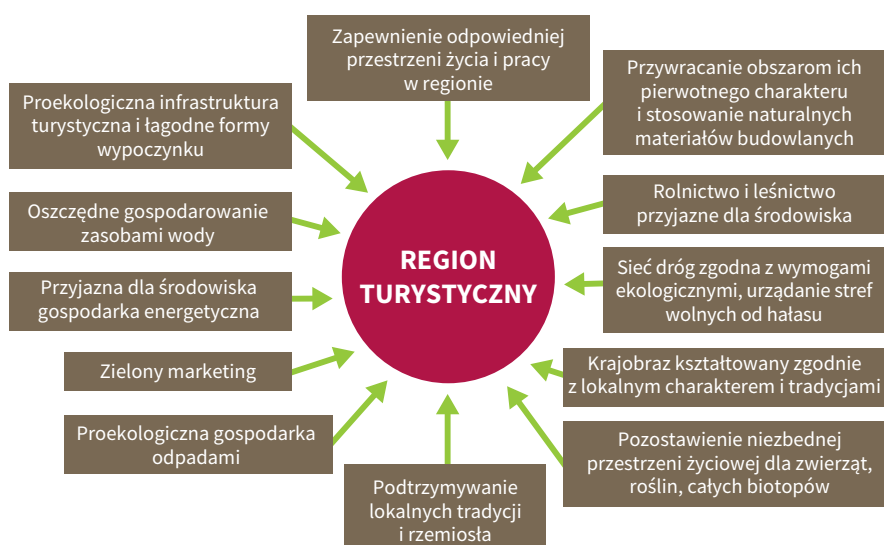 Zapewnienie odpowiedniej
przestrzeni życia i pracy
w regionie
Przywracanie obszarom ich
pierwotnego charakteru
i stosowanie naturalnych
materiałów budowlanych
Rolnictwo i leśnictwo
przyjazne dla środowiska
Sieć dróg zgodna z wymogami
ekologicznymi, urządanie stref
wolnych od hałasu
Krajobraz kształtowany zgodnie
z lokalnym charakterem i tradycjami
Pozostawienie niezbednej
przestrzeni życiowej dla zwierząt,
roślin, całych biotopów
Podtrzymywanie
lokalnych tradycji
i rzemiosła
Proekologiczna gospodarka
odpadami
Zielony marketing
Przyjazna dla środowiska
gospodarka energetyczna
Oszczędne gospodarowanie
zasobami wody
Proekologiczna infrastruktura
turystyczna i łagodne formy
wypoczynku
REGION
TURYSTYCZNY